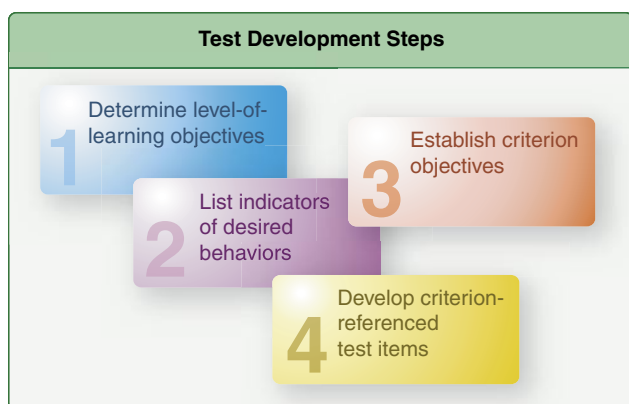 Test Development Steps
1
Determine level-of-
learning objectives
2
List indicators
of desired
behaviors
3
Establish criterion
objectives
4
Develop criterion-
referenced
test items